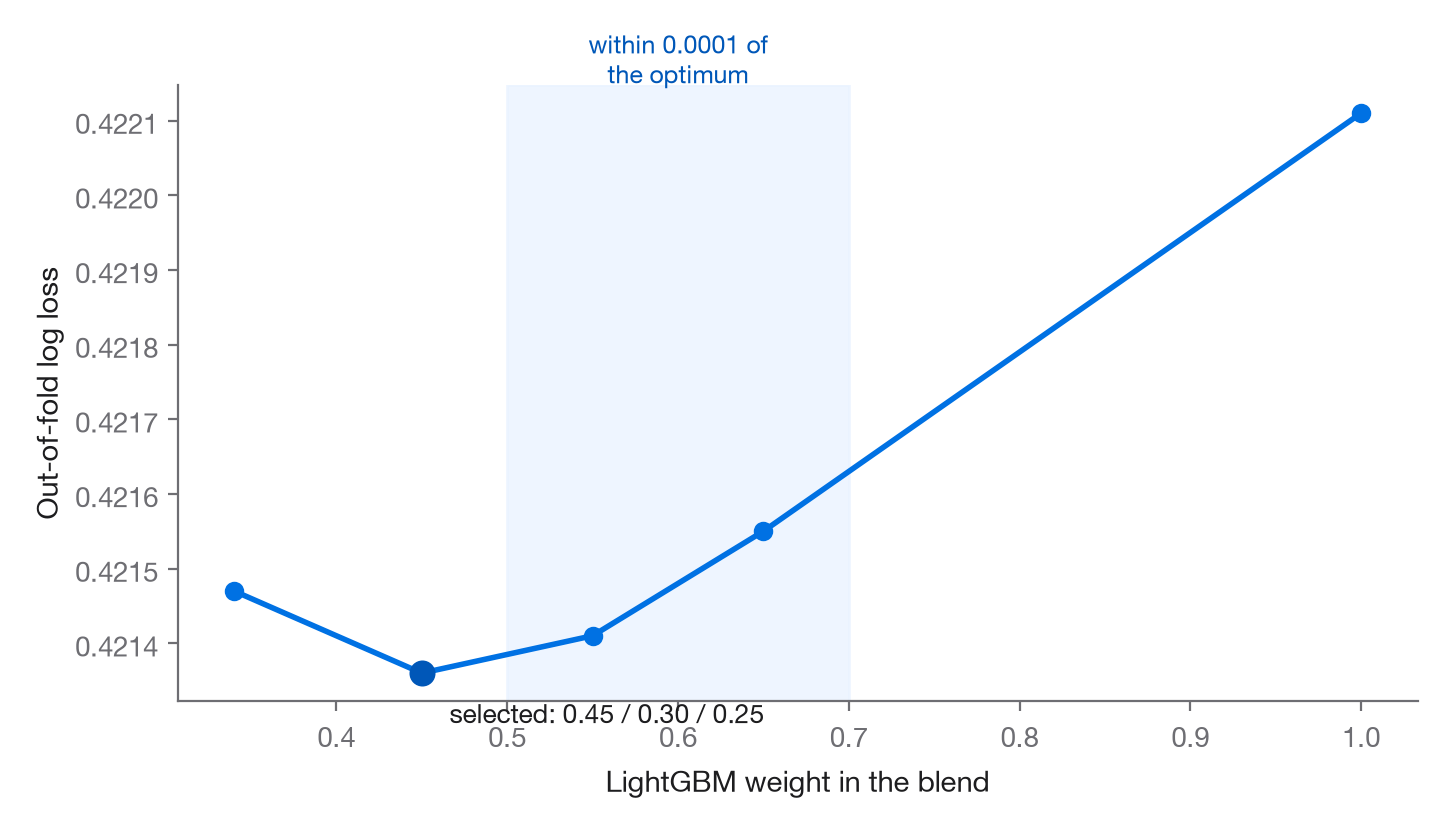 within 0.0001 of
the optimum
0.4221
0.4220
0.4219
0.4218
0.4217
0.4216
0.4215
0.4214
Out-of-fold log loss
selected: 0.45 / 0.30 / 0.25
0.4 0.5 0.6 0.7 0.8 0.9 1.0
LightGBM weight in the blend